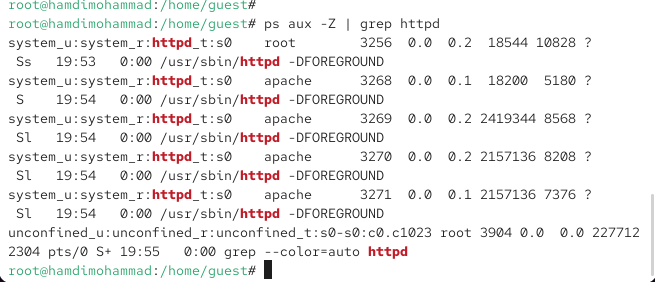 root@hamdimohammad:/home/guest#
root@hamdimohammad:/home/guest# ps aux -Z | grep httpd
system_u:system_r:httpd_t:s0    root        3256  0.0  0.2  18544 10828 ?
 Ss   19:53   0:00 /usr/sbin/httpd -DFOREGROUND
system_u:system_r:httpd_t:s0    apache      3268  0.0  0.1  18200  5180 ?
 S    19:54   0:00 /usr/sbin/httpd -DFOREGROUND
system_u:system_r:httpd_t:s0    apache      3269  0.0  0.2 2419344 8568 ?
 Sl   19:54   0:00 /usr/sbin/httpd -DFOREGROUND
system_u:system_r:httpd_t:s0    apache      3270  0.0  0.2 2157136 8208 ?
 Sl   19:54   0:00 /usr/sbin/httpd -DFOREGROUND
system_u:system_r:httpd_t:s0    apache      3271  0.0  0.1 2157136 7376 ?
 Sl   19:54   0:00 /usr/sbin/httpd -DFOREGROUND
unconfined_u:unconfined_r:unconfined_t:s0-s0:c0.c1023 root 3904 0.0  0.0 227712
2304 pts/0 S+ 19:55   0:00 grep --color=auto httpd
root@hamdimohammad:/home/guest#